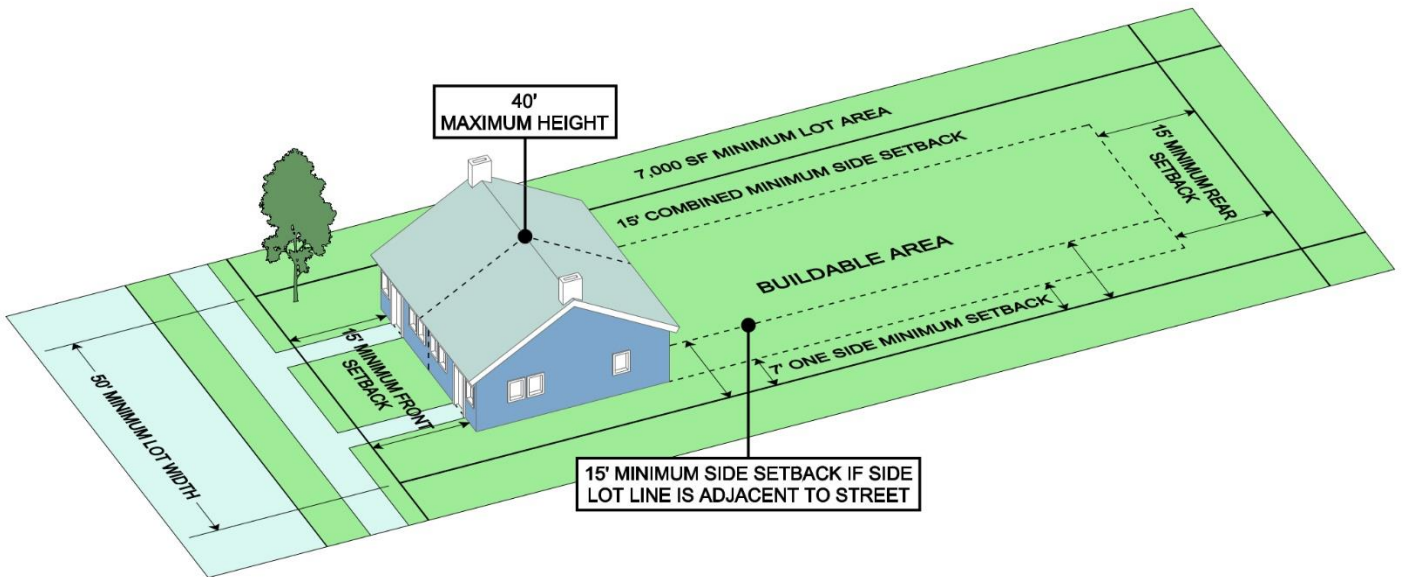 40'
MAXIMUM HEIGHT
7,000 SF MINIMUM LOT AREA
15' COMBINED MINIMUM SIDE SETBACK
15' MINIMUM REAR
SETBACK
BUILDABLE AREA
7' ONE SIDE MINIMUM SETBACK
15' MINIMUM FRONT
SETBACK
50' MINIMUM LOT WIDTH
15' MINIMUM SIDE SETBACK IF SIDE
LOT LINE IS ADJACENT TO STREET